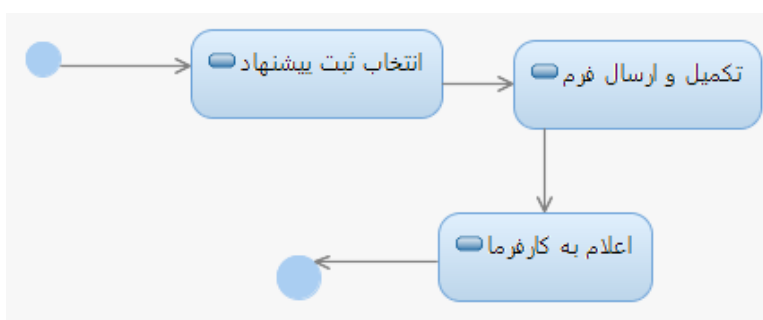 انتخاب ثبت پیشنهاد
تکمیل و ارسال فرم
اعلام به کارفرما